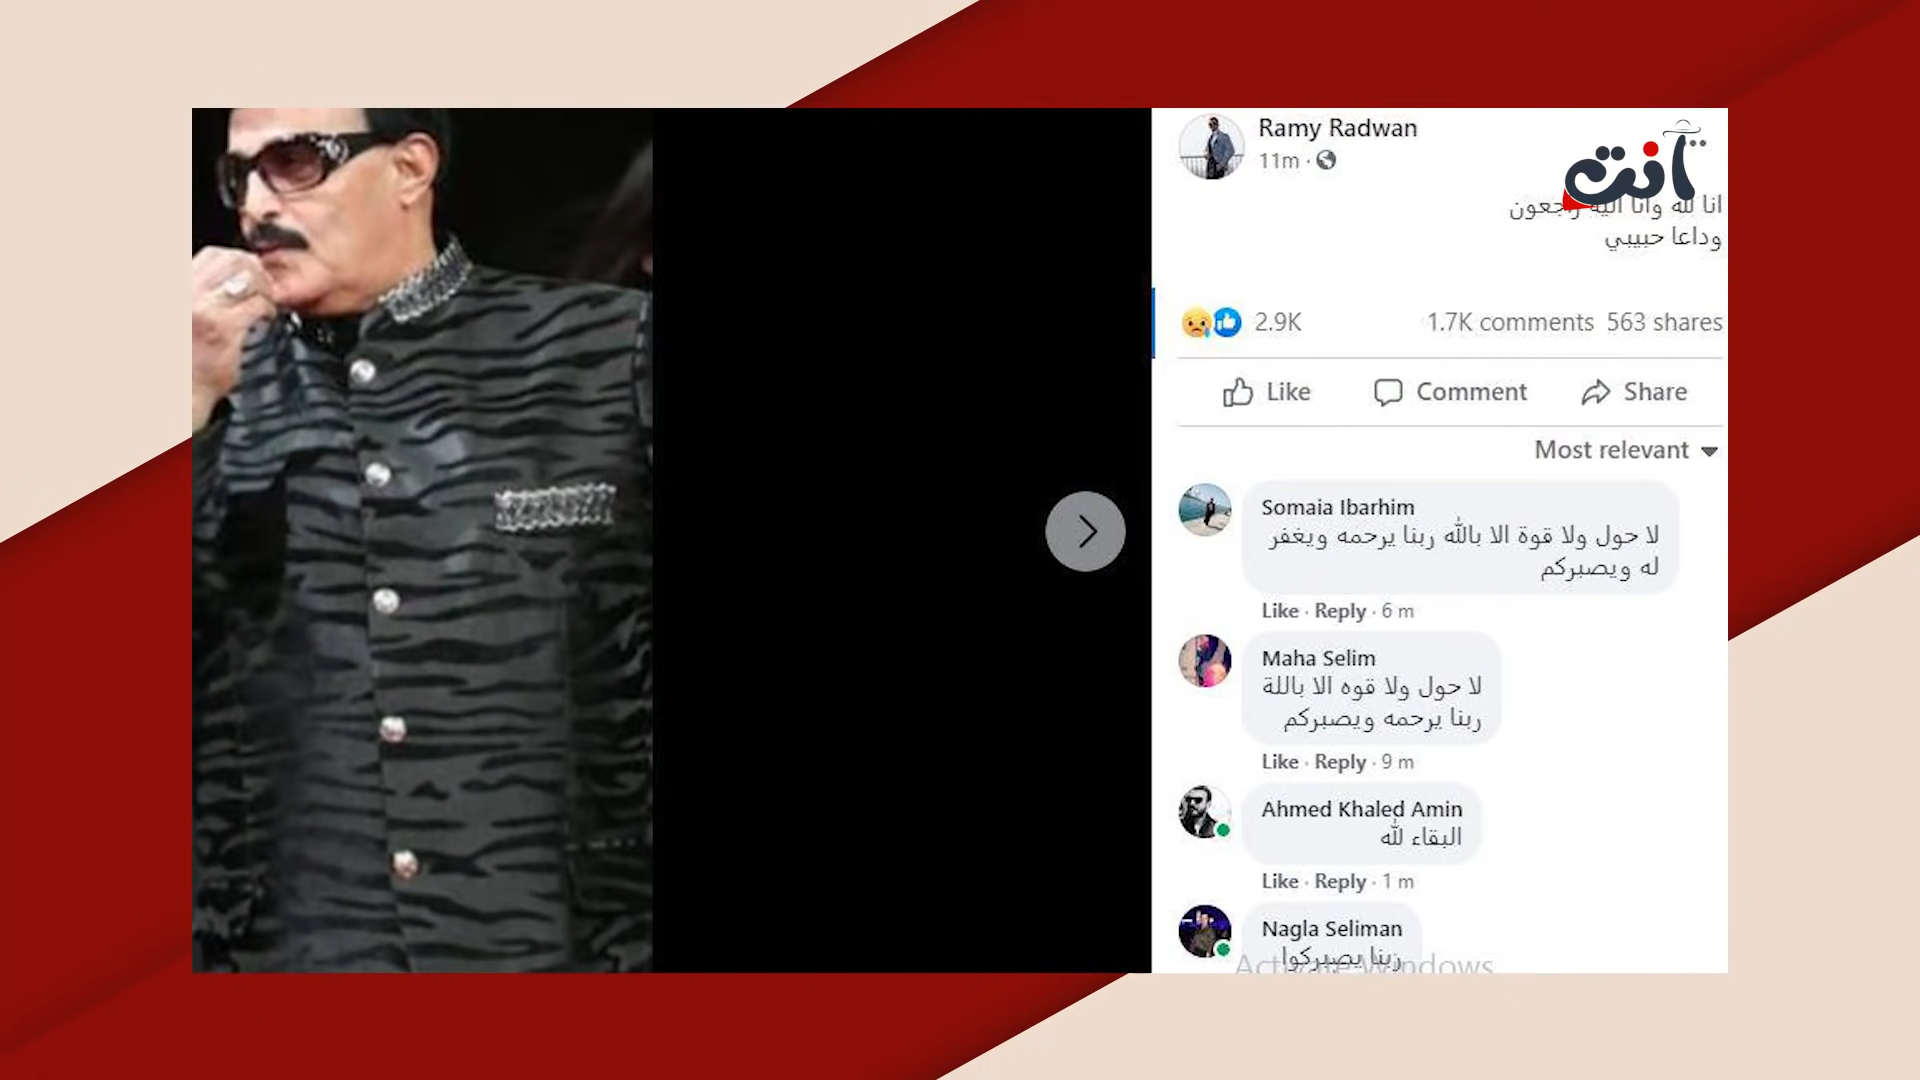 Ramy Radwan
11m
انت
انا لله وانا اليه راجعون
وداعا حبيبي
2.9K
1.7K comments 563 shares
Like Comment Share
Most relevant
Somaia Ibarhim
لا حول ولا قوة الا بالله ربنا يرحمه ويغفر
له ويصبركم
Like · Reply · 6 m
Maha Selim
لا حول ولا قوه الا باللة
ربنا يرحمه ويصبركم
Like · Reply · 9 m
Ahmed Khaled Amin
البقاء لله
Like · Reply · 1 m
Nagla Seliman
ربنا يصبركوا
Activate Windows